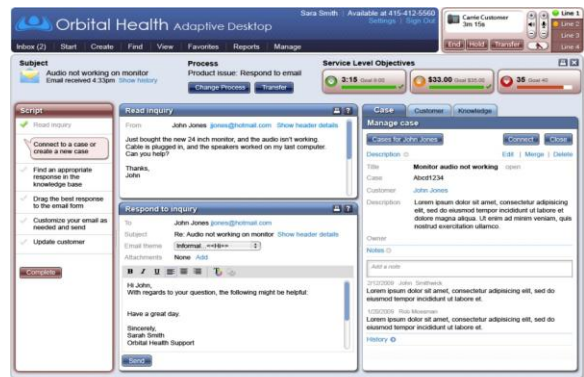 Orbital Health Adaptive Desktop
Sara Smith Available at 415-412-5560
Settings | Sign Out
Carrie Customer
3m 15s
End Hold Transfer
Line 1
Line 2
Line 3
Line 4
Inbox (2) Start Create Find View Favorites Reports Manage
Subject
Audio not working on monitor
Email received 4:33pm Show history
Process
Product issue: Respond to email
Change Process Transfer
Service Level Objectives
3:15
$33.00 Goal $35.00
35 Goal 40
Script
Read inquiry
Connect to a case or
create a new case
Find an appropriate
response in the
knowledge base
Drag the best response
to the email form
Customize your email as
needed and send
Update customer
Complete
Read inquiry
From John Jones jjones@hotmail.com Show header details
Just bought the new 24 inch monitor, and the audio isn't working.
Cable is plugged in, and the speakers worked on my last computer.
Can you help?
Thanks,
John
Respond to inquiry
To John Jones jjones@hotmail.com
Subject Re: Audio not working on monitor Show header details
Email theme Informal...<<Hi>>
Attachments None Add
B I U
Hi John,
With regards to your question, the following might be helpful:
Have a great day.
Sincerely,
Sarah Smith
Orbital Health Support
Send
Case Customer Knowledge
Manage case
Cases for John Jones Connect Close
Description Edit | Merge | Delete
Title Monitor audio not working open
Case Abcd1234
Customer John Jones
Description Lorem ipsum dolor sit amet, consectetur adipisicing
elit, sed do eiusmod tempor incididunt ut labore et
dolore magna aliqua. Ut enim ad minim veniam, quis
nostrud exercitation ullamco.
Owner
Notes
Add a note
John Smithwick
Lorem ipsum dolor sit amet, consectetur adipisicing elit, sed do
eiusmod tempor incididunt ut labore et.
Rob Mossman
Lorem ipsum dolor sit amet, consectetur adipisicing elit, sed do
eiusmod tempor incididunt ut labore et.
History